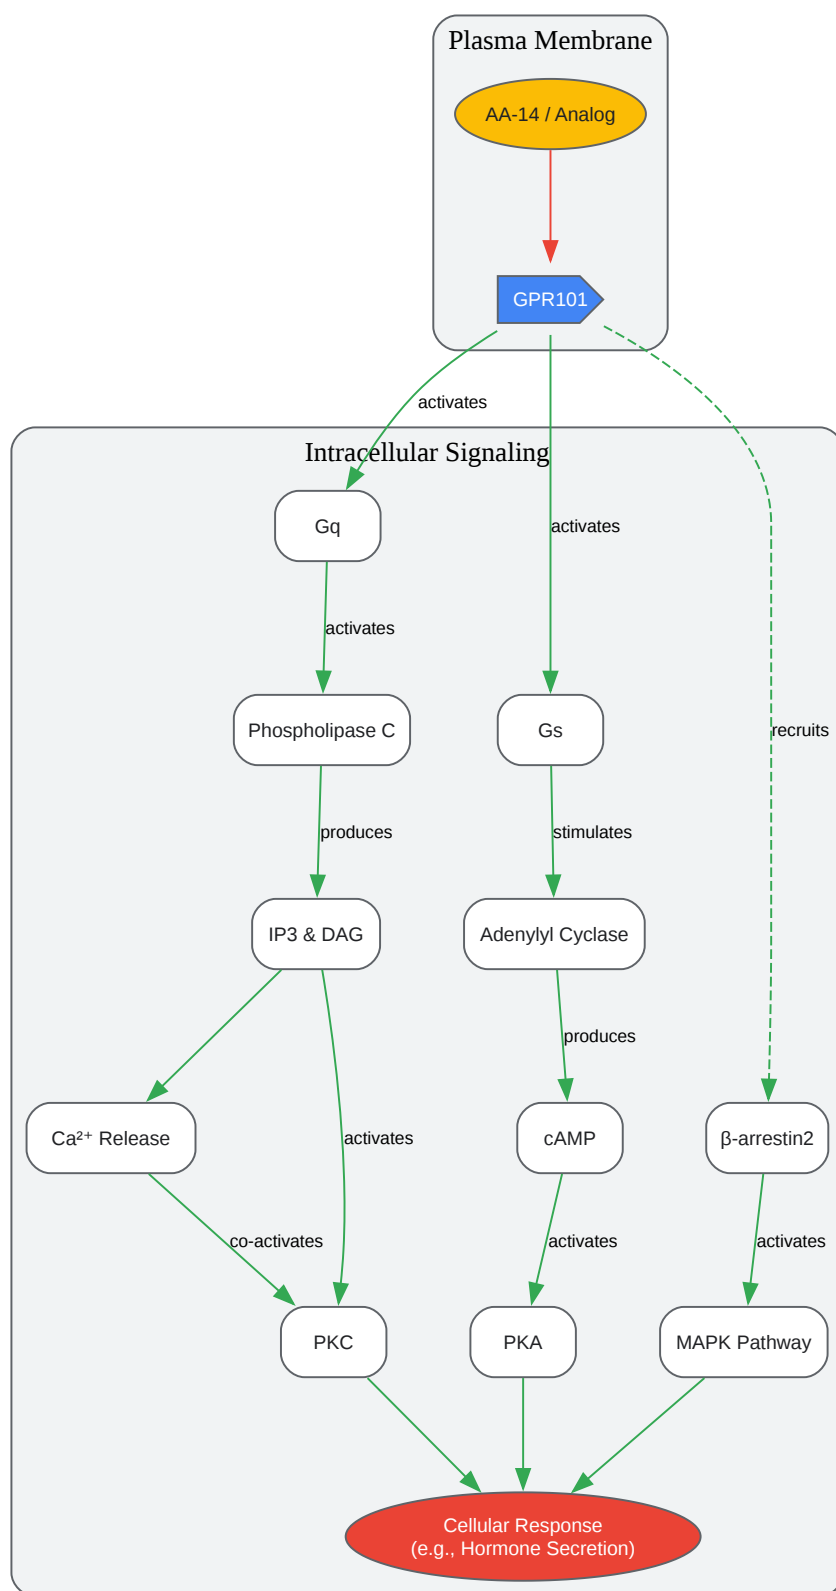 Plasma Membrane
AA-14 / Analog
GPR101
activates
Intracellular Signaling
Gq
activates
activates
Phospholipase C
Gs
recruits
produces
stimulates
IP3 & DAG
Adenylyl Cyclase
produces
Ca²⁺ Release
activates
cAMP
β-arrestin2
co-activates
activates
activates
PKC
PKA
MAPK Pathway
Cellular Response
(e.g., Hormone Secretion)